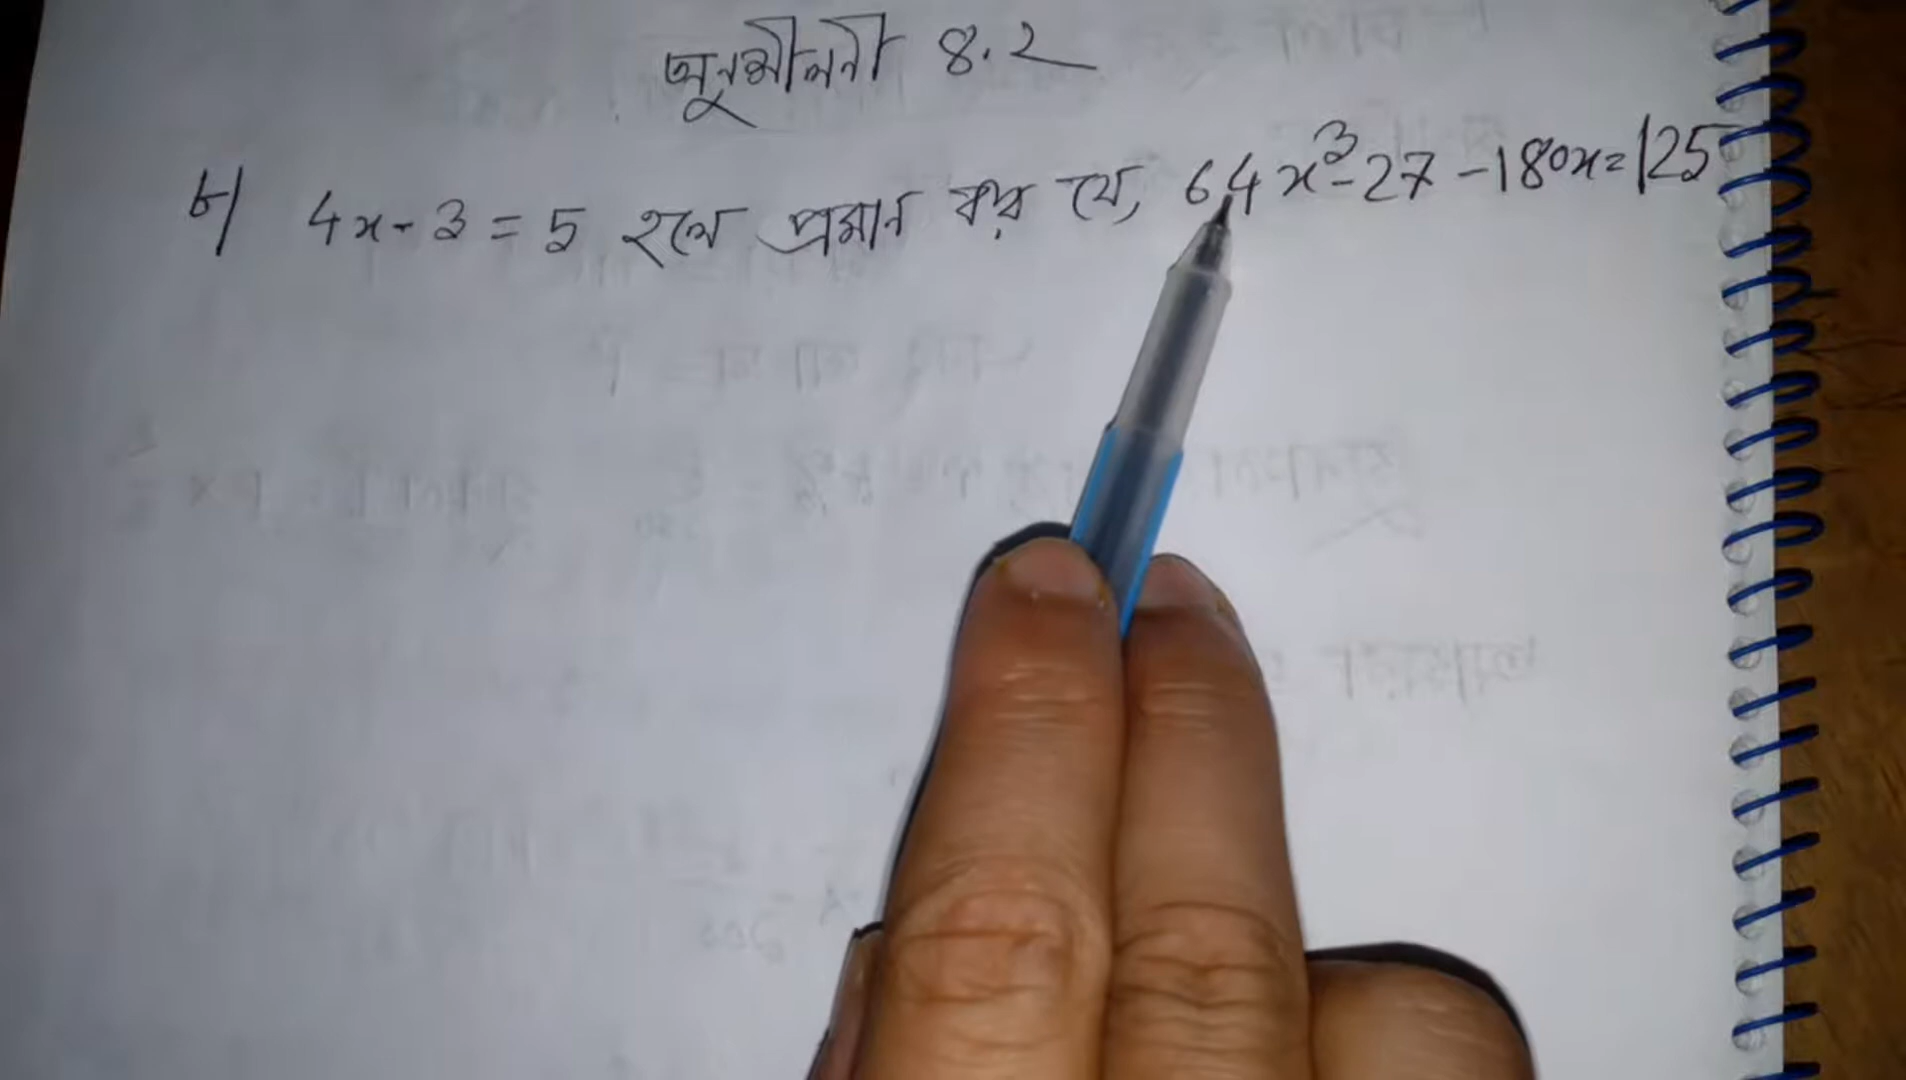 অনুশীলনী ৪.২
৮| 4x - 3 = 5 হলে প্রমান কর যে, 64x³ - 27 - 180x = 125